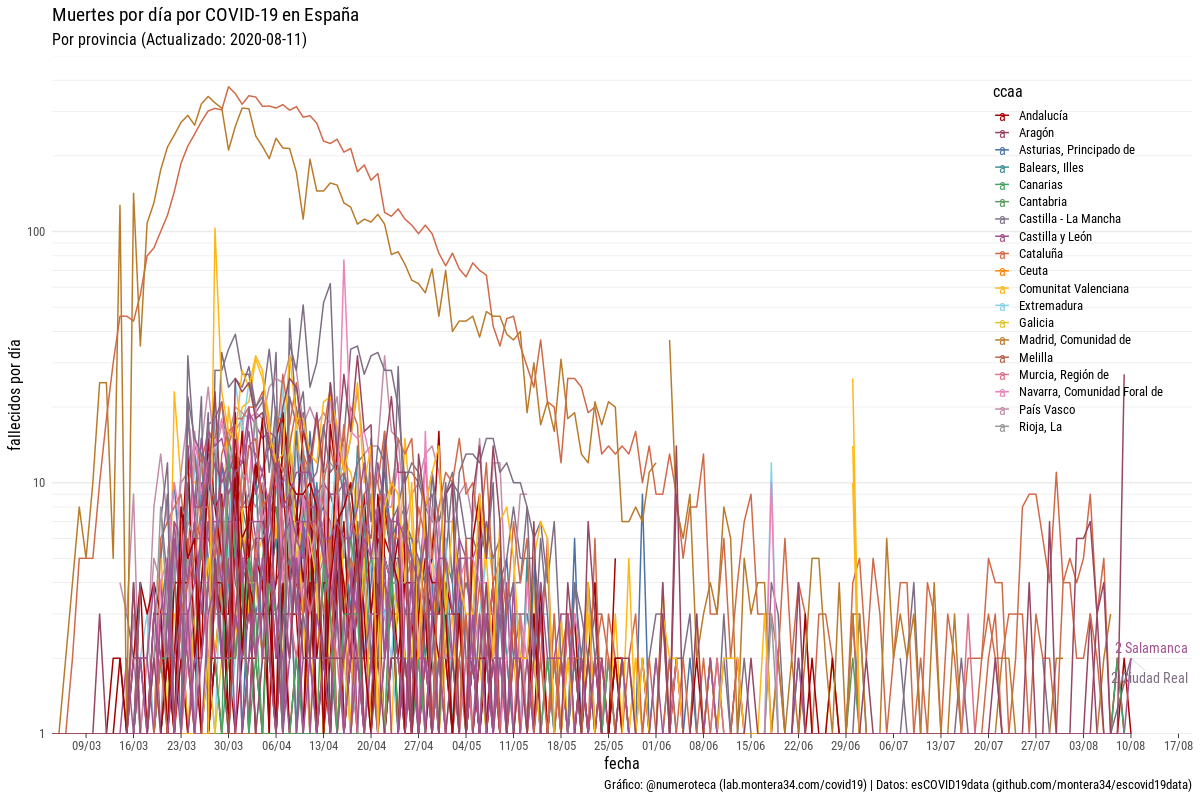 Muertes por día por COVID-19 en España
Por provincia (Actualizado: 2020-08-11)
fallecidos por día
100
10
1
ccaa
Andalucía
Aragón
Asturias, Principado de
Balears, Illes
Canarias
Cantabria
Castilla - La Mancha
Castilla y León
Cataluña
Ceuta
Comunitat Valenciana
Extremadura
Galicia
Madrid, Comunidad de
Melilla
Murcia, Región de
Navarra, Comunidad Foral de
País Vasco
Rioja, La
2 Salamanca
2 Ciudad Real
09/03 16/03 23/03 30/03 06/04 13/04 20/04 27/04 04/05 11/05 18/05 25/05 01/06 08/06 15/06 22/06 29/06 06/07 13/07 20/07 27/07 03/08 10/08 17/08
fecha
Gráfico: @numeroteca (lab.montera34.com/covid19) | Datos: esCOVID19data (github.com/montera34/escovid19data)